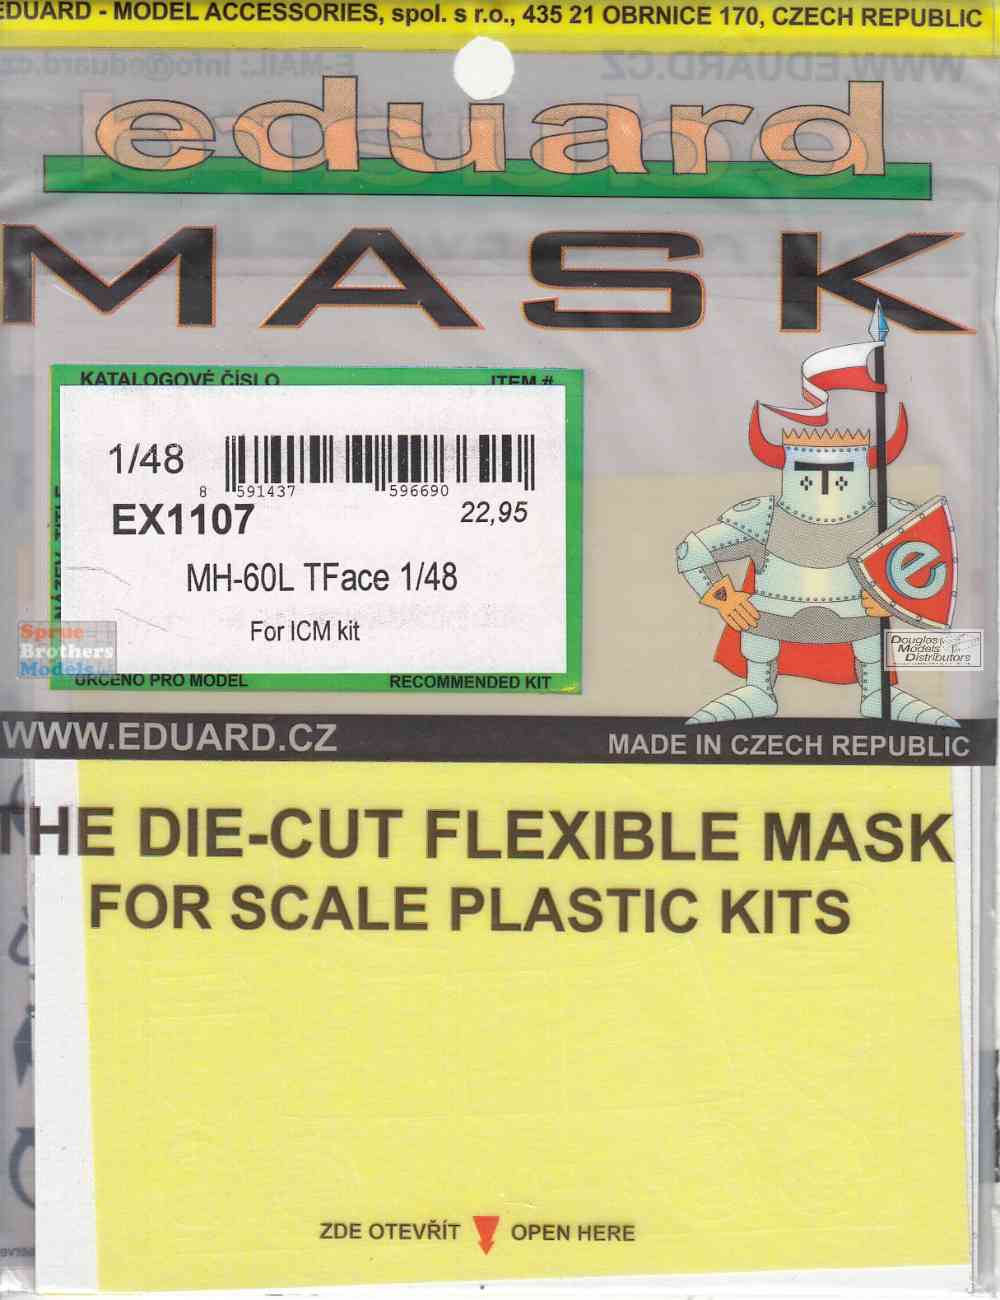 EDUARD - MODEL ACCESSORIES, spol. s r.o., 435 21 OBRNICE 170, CZECH REPUBLIC
eduard
MASK
KATALOGOVÉ ČÍSLO ITEM #
1/48
8 591437 596690
EX1107 22,95
MH-60L TFace 1/48
For ICM kit
URČENO PRO MODEL RECOMMENDED KIT
Sprue
Brothers
Models
e
Douglas
Models
Distributors
WWW.EDUARD.CZ MADE IN CZECH REPUBLIC
THE DIE-CUT FLEXIBLE MASK
FOR SCALE PLASTIC KITS
ZDE OTEVŘÍT OPEN HERE